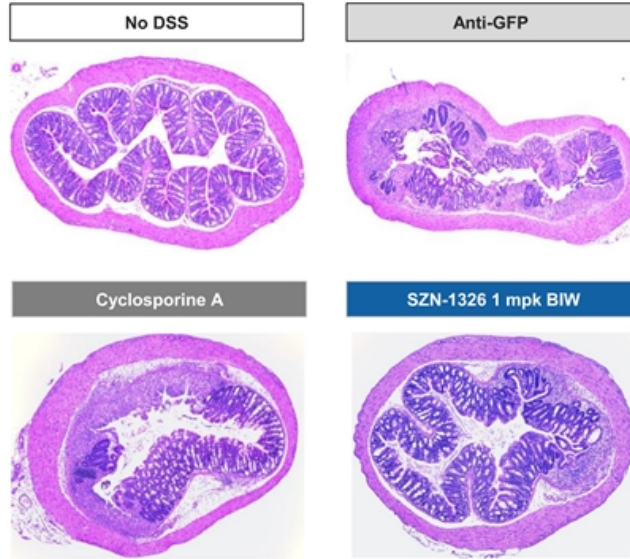 No DSS
Anti-GFP
Cyclosporine A
SZN-1326 1 mpk BIW